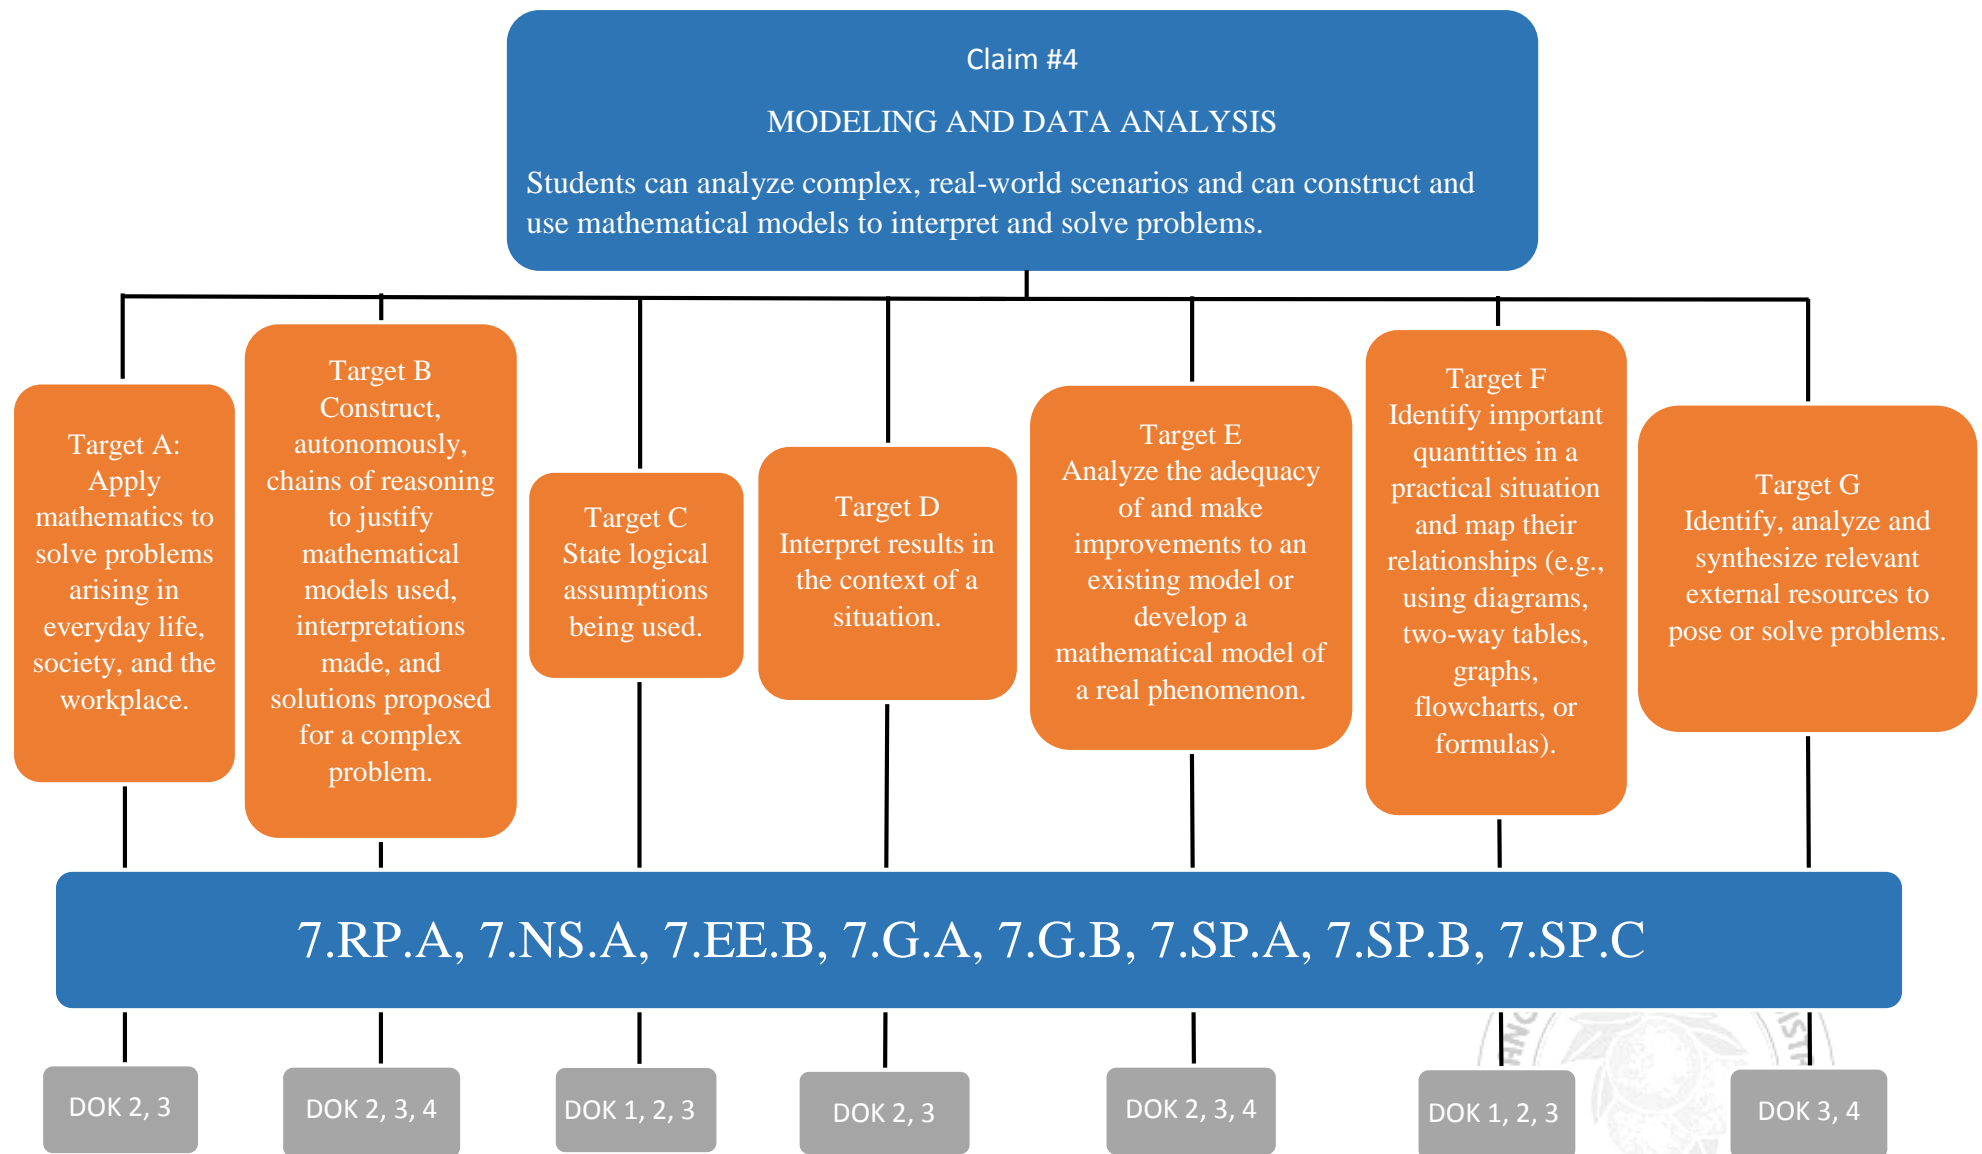 Claim #4
MODELING AND DATA ANALYSIS
Students can analyze complex, real-world scenarios and can construct and
use mathematical models to interpret and solve problems.
Target A:
Apply
mathematics to
solve problems
arising in
everyday life,
society, and the
workplace.
Target B
Construct,
autonomously,
chains of reasoning
to justify
mathematical
models used,
interpretations
made, and
solutions proposed
for a complex
problem.
Target C
State logical
assumptions
being used.
Target D
Interpret results in
the context of a
situation.
Target E
Analyze the adequacy
of and make
improvements to an
existing model or
develop a
mathematical model of
a real phenomenon.
Target F
Identify important
quantities in a
practical situation
and map their
relationships (e.g.,
using diagrams,
two-way tables,
graphs,
flowcharts, or
formulas).
Target G
Identify, analyze and
synthesize relevant
external resources to
pose or solve problems.
7.RP.A, 7.NS.A, 7.EE.B, 7.G.A, 7.G.B, 7.SP.A, 7.SP.B, 7.SP.C
DOK 2, 3
DOK 2, 3, 4
DOK 1, 2, 3
DOK 2, 3
DOK 2, 3, 4
DOK 1, 2, 3
DOK 3, 4